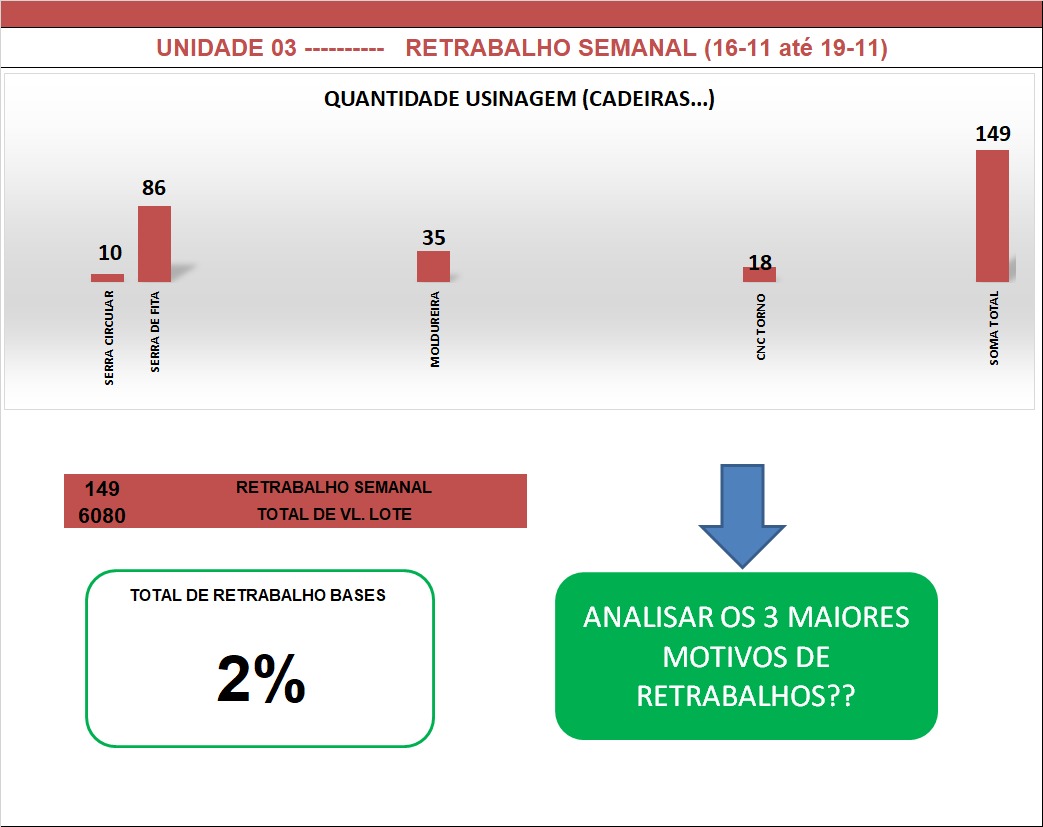 UNIDADE 03 ---------- RETRABALHO SEMANAL (16-11 até 19-11)
QUANTIDADE USINAGEM (CADEIRAS...)
10
86
35
18
149
SERRA CIRCULAR
SERRA DE FITA
MOLDUREIRA
CNC TORNO
SOMA TOTAL
149 RETRABALHO SEMANAL
6080 TOTAL DE VL. LOTE
TOTAL DE RETRABALHO BASES
2%
ANALISAR OS 3 MAIORES
MOTIVOS DE
RETRABALHOS??